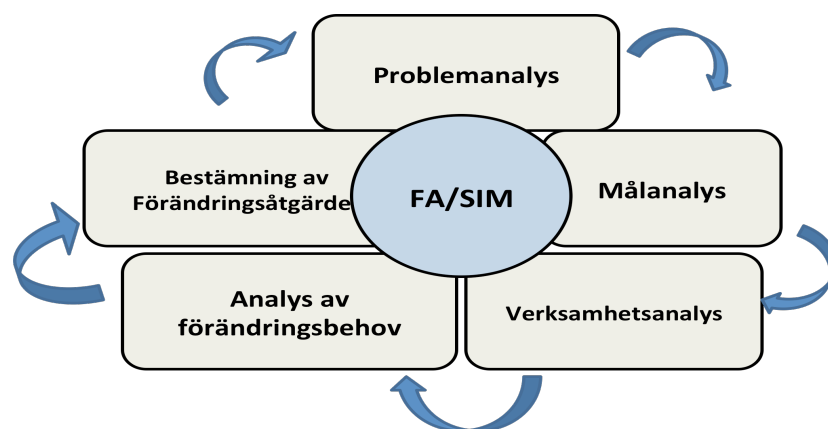 Problemanalys
Bestämning av
Förändringsåtgärde
FA/SIM
Målanalys
Analys av
förändringsbehov
Verksamhetsanalys